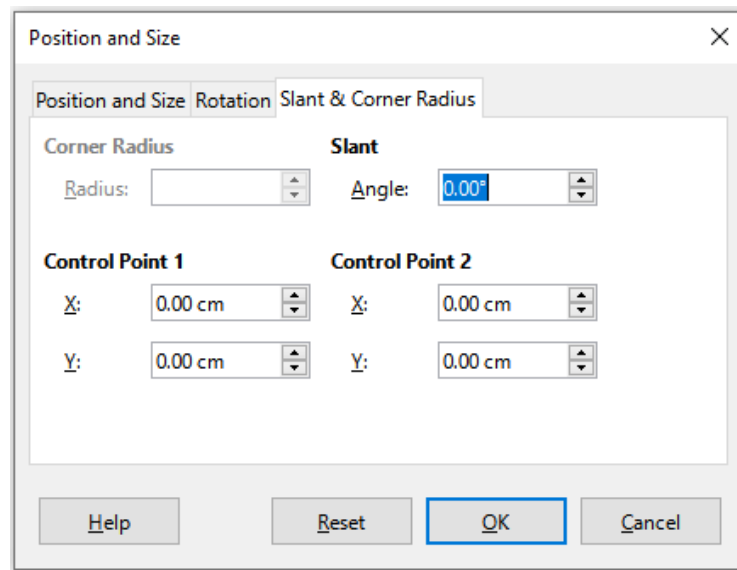 Position and Size
Position and Size Rotation Slant & Corner Radius
Corner Radius Slant
Radius: Angle: 0.00°
Control Point 1 Control Point 2
X: 0.00 cm X: 0.00 cm
Y: 0.00 cm Y: 0.00 cm
Help Reset OK Cancel